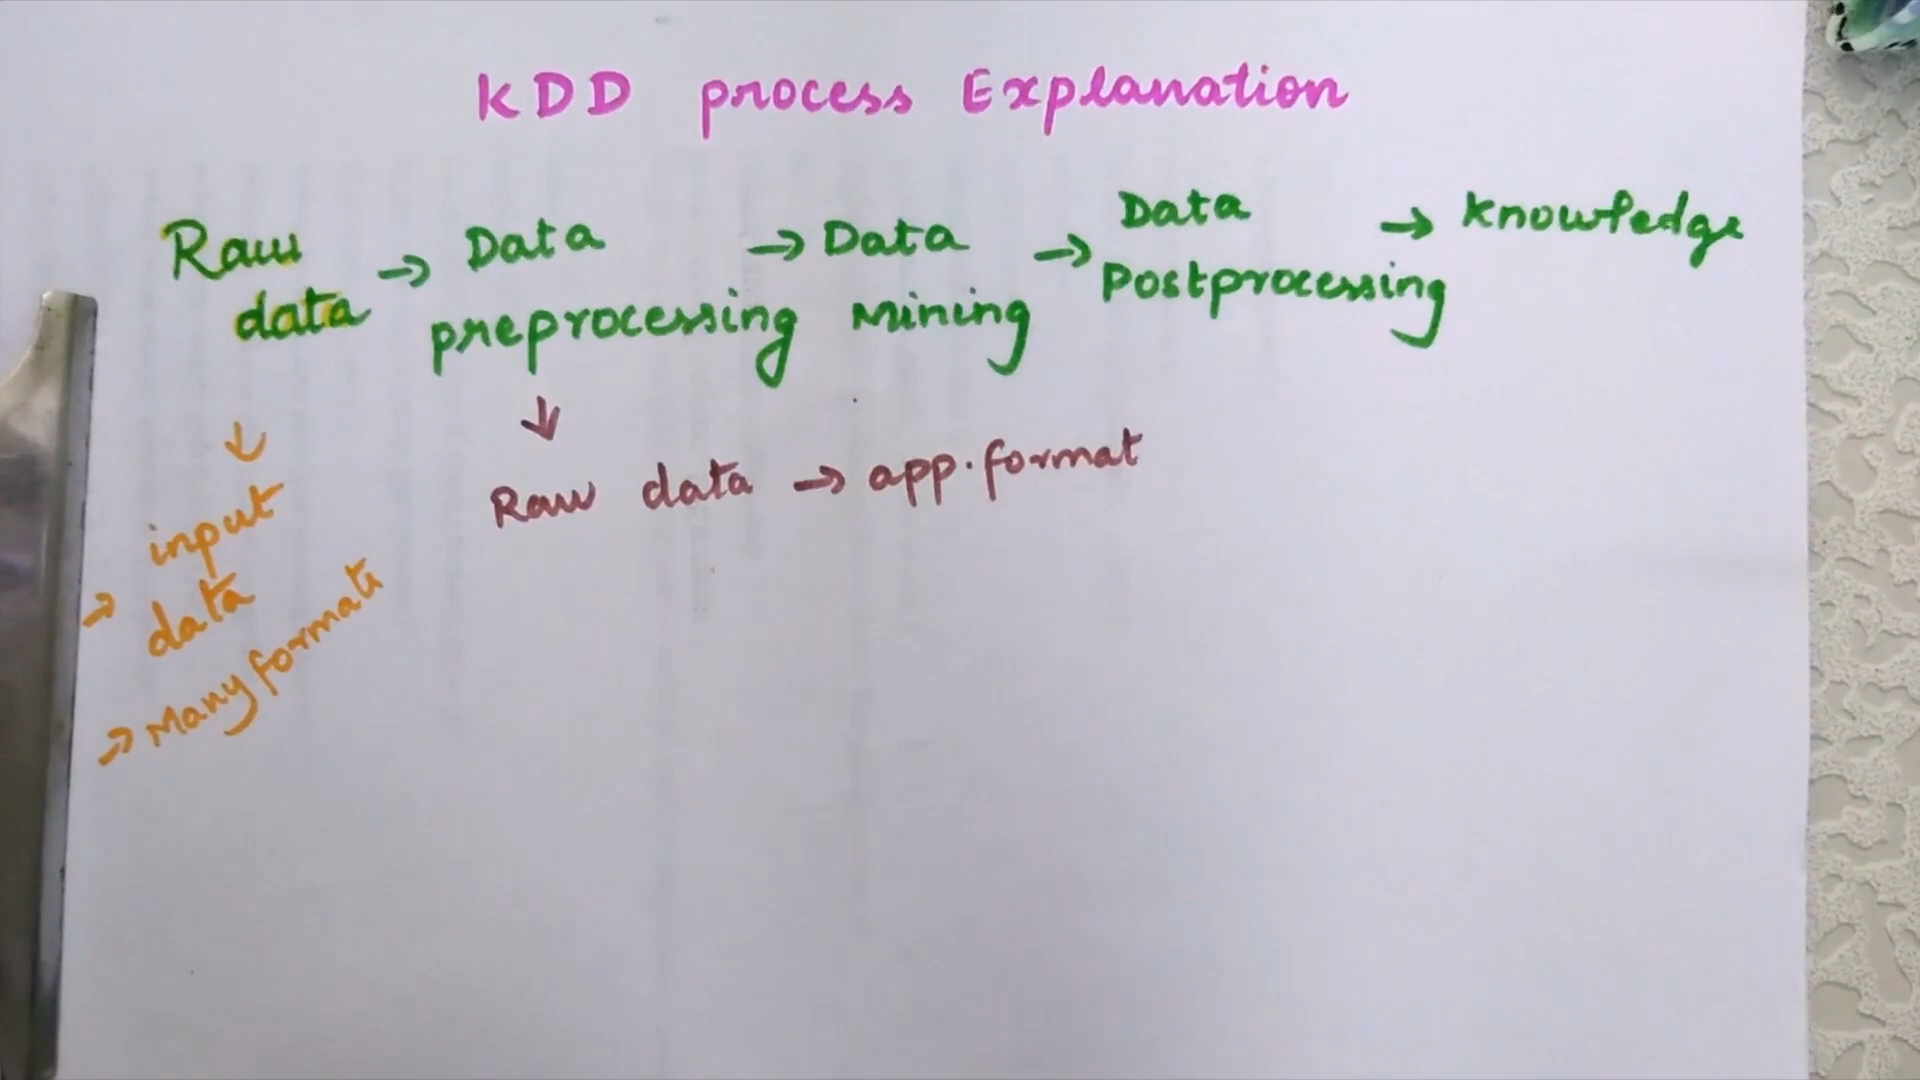 KDD process Explanation
Raw data → Data preprocessing → Data Mining → Data Postprocessing → Knowledge
↓
→ input data
→ Many formats
↓
Raw data → app.format